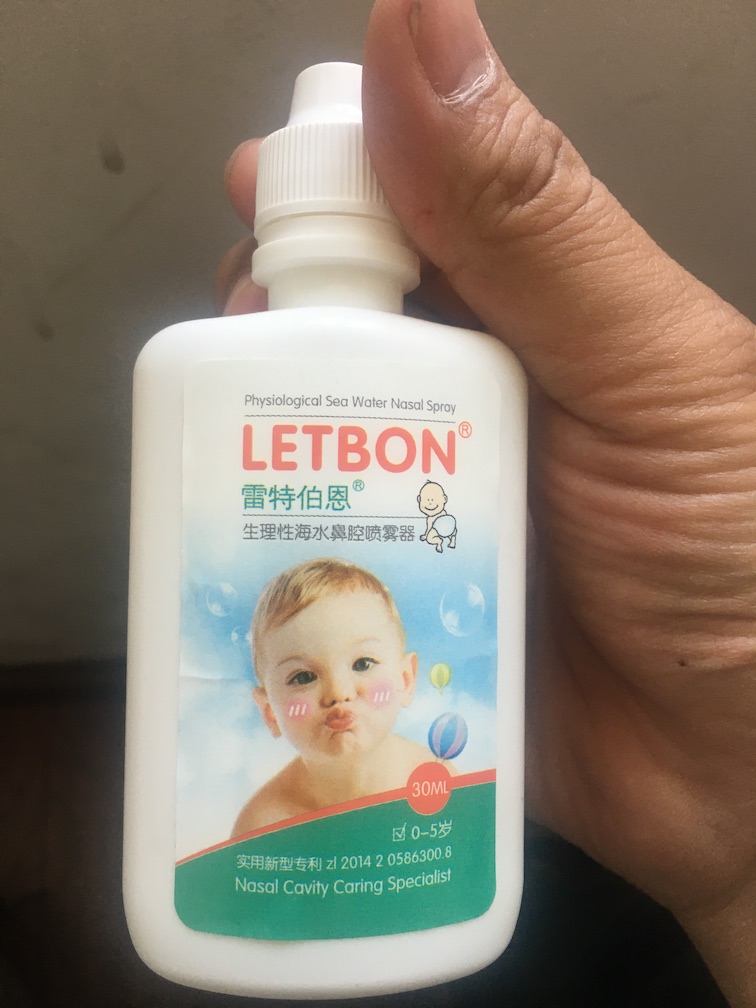 Physiological Sea Water Nasal Spray
LETBON®
雷特伯恩®
生理性海水鼻腔喷雾器
30ML
☑ 0-5岁
实用新型专利 zl 2014 2 0586300.8
Nasal Cavity Caring Specialist